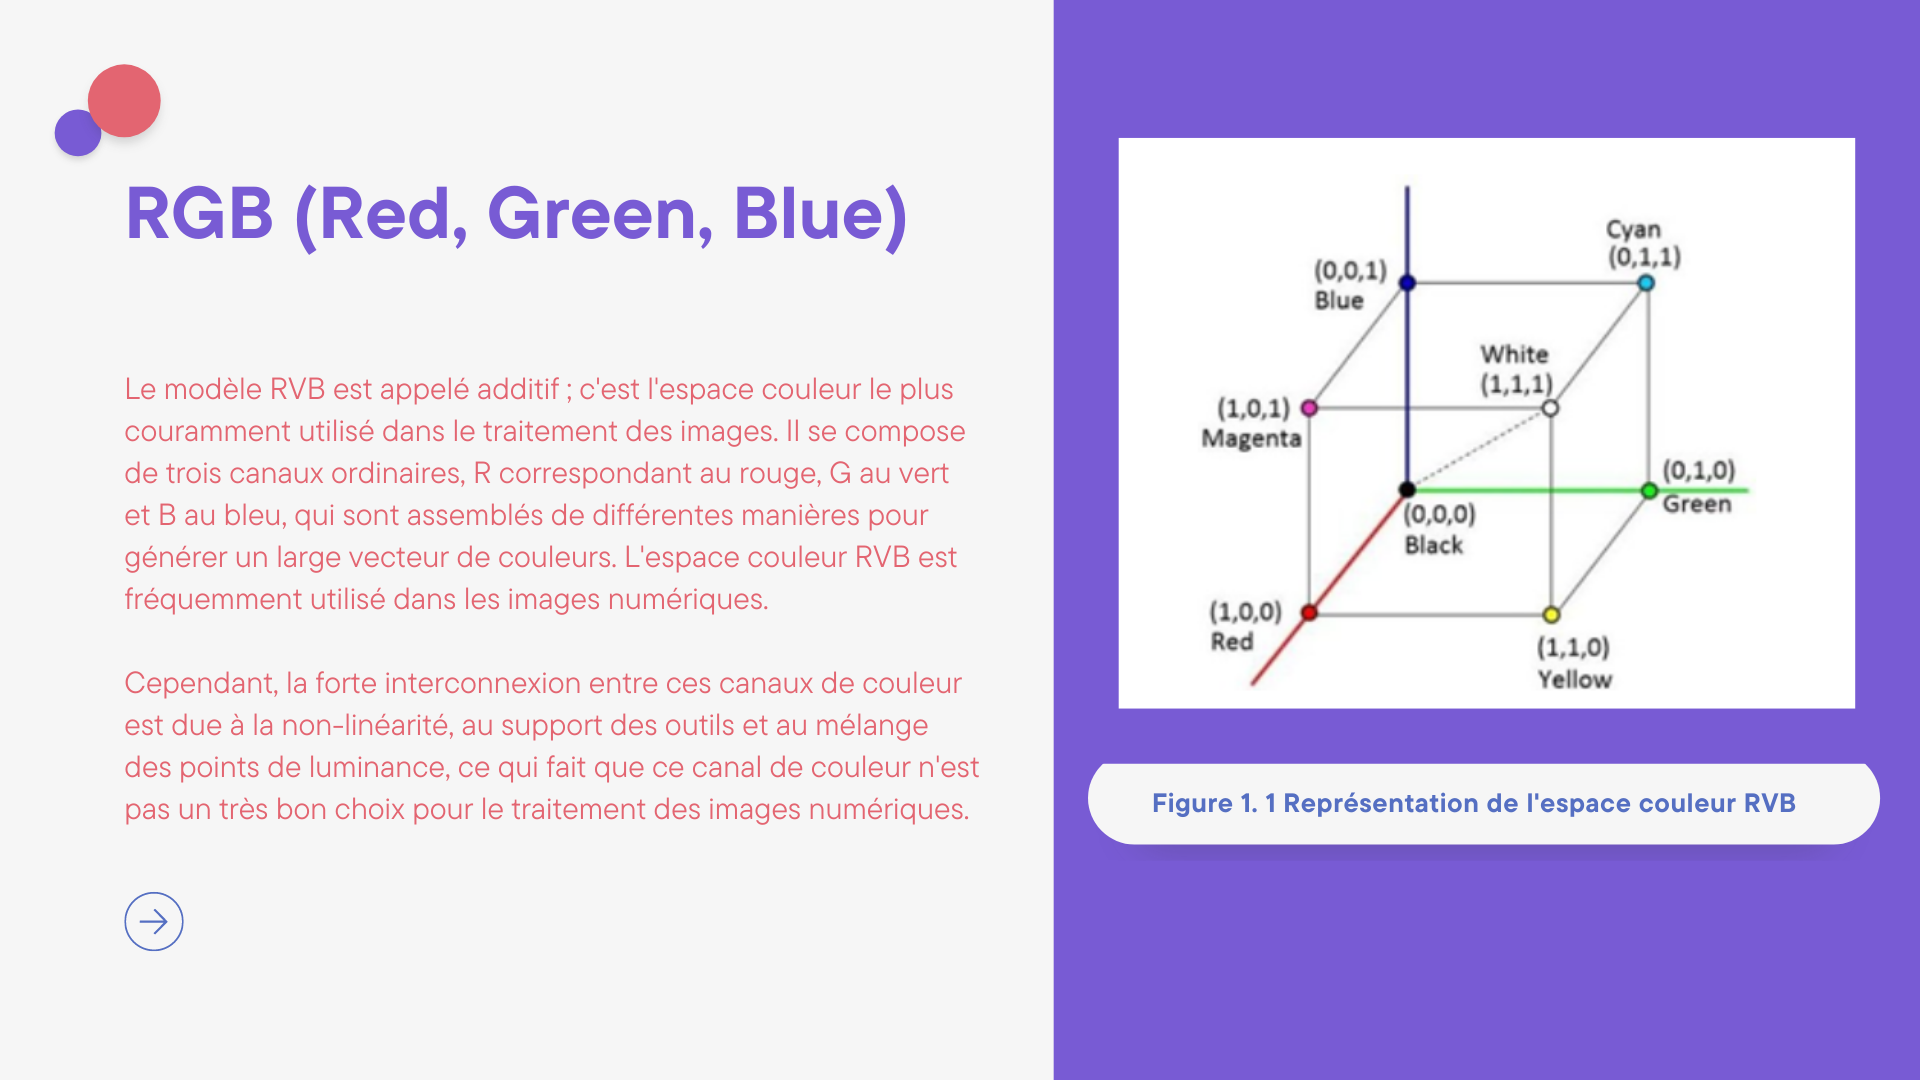 RGB (Red, Green, Blue)
Le modèle RVB est appelé additif ; c'est l'espace couleur le plus
couramment utilisé dans le traitement des images. Il se compose
de trois canaux ordinaires, R correspondant au rouge, G au vert
et B au bleu, qui sont assemblés de différentes manières pour
générer un large vecteur de couleurs. L'espace couleur RVB est
fréquemment utilisé dans les images numériques.
Cependant, la forte interconnexion entre ces canaux de couleur
est due à la non-linéarité, au support des outils et au mélange
des points de luminance, ce qui fait que ce canal de couleur n'est
pas un très bon choix pour le traitement des images numériques.
Cyan
(0,1,1)
(0,0,1)
Blue
White
(1,1,1)
(1,0,1)
Magenta
(0,1,0)
Green
(0,0,0)
Black
(1,0,0)
Red
(1,1,0)
Yellow
Figure 1. 1 Représentation de l'espace couleur RVB